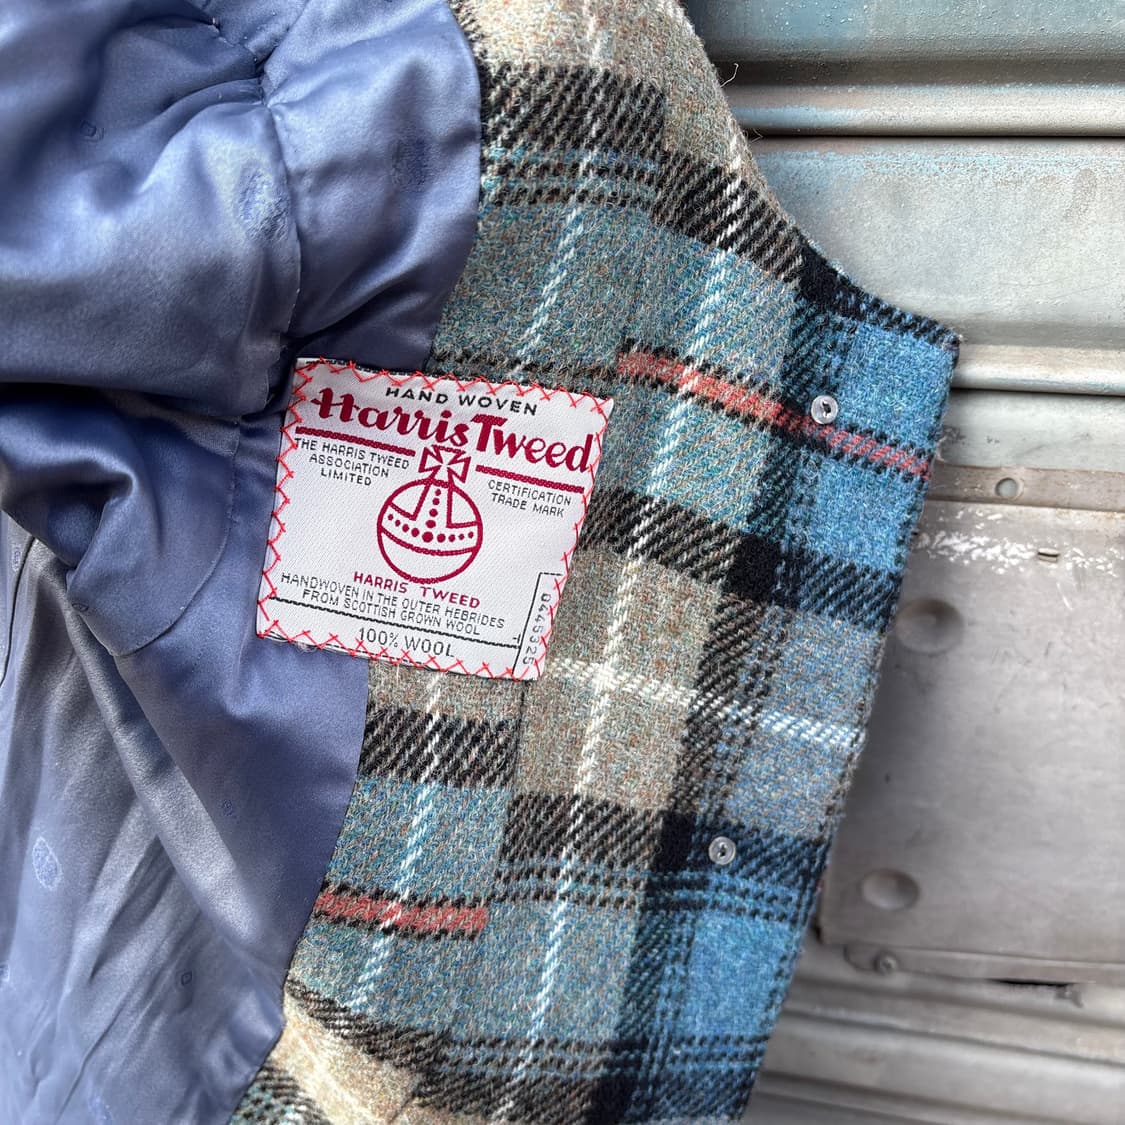 HAND WOVEN
Harris Tweed
THE HARRIS TWEED
ASSOCIATION
LIMITED
CERTIFICATION
TRADE MARK
HARRIS TWEED
HANDWOVEN IN THE OUTER HEBRIDES
FROM SCOTTISH GROWN WOOL
100% WOOL
0445325